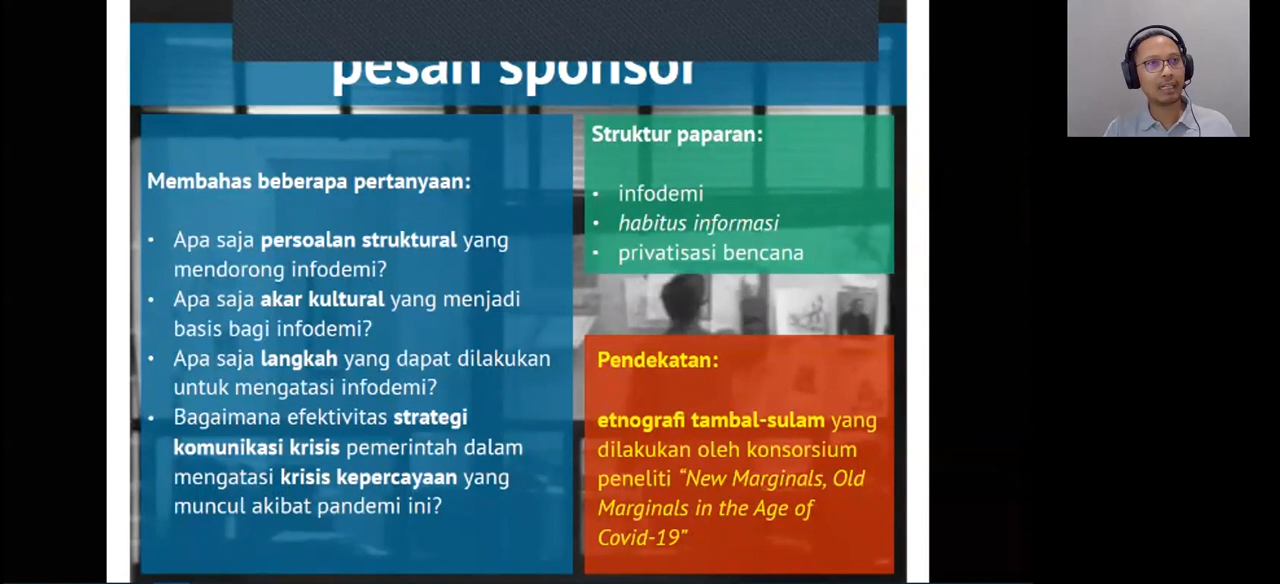 pesan sponsor
Membahas beberapa pertanyaan:
• Apa saja persoalan struktural yang
mendorong infodemi?
• Apa saja akar kultural yang menjadi
basis bagi infodemi?
• Apa saja langkah yang dapat dilakukan
untuk mengatasi infodemi?
• Bagaimana efektivitas strategi
komunikasi krisis pemerintah dalam
mengatasi krisis kepercayaan yang
muncul akibat pandemi ini?
Struktur paparan:
• infodemi
• habitus informasi
• privatisasi bencana
Pendekatan:
etnografi tambal-sulam yang
dilakukan oleh konsorsium
peneliti “New Marginals, Old
Marginals in the Age of
Covid-19”